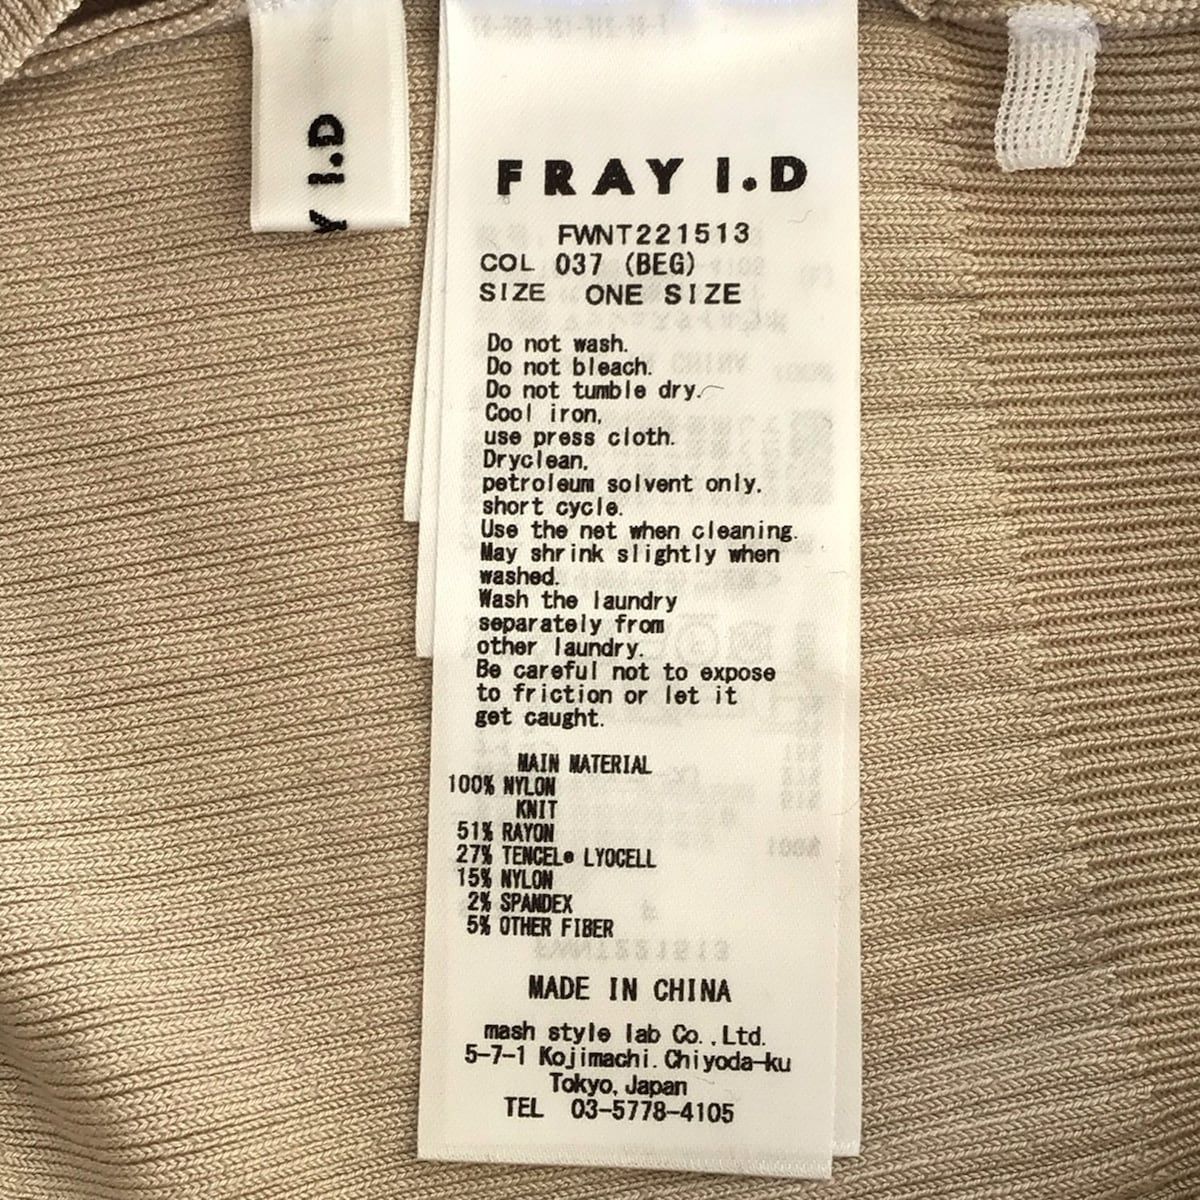 Y I.D
FRAY I.D
FWNT221513
COL 037 (BEG)
SIZE ONE SIZE
Do not wash.
Do not bleach.
Do not tumble dry.
Cool iron,
use press cloth.
Dryclean,
petroleum solvent only,
short cycle.
Use the net when cleaning.
May shrink slightly when
washed.
Wash the laundry
separately from
other laundry.
Be careful not to expose
to friction or let it
get caught.
MAIN MATERIAL
100% NYLON
KNIT
51% RAYON
27% TENCEL® LYOCELL
15% NYLON
2% SPANDEX
5% OTHER FIBER
MADE IN CHINA
mash style lab Co.,Ltd.
5-7-1 Kojimachi.Chiyoda-ku
Tokyo, Japan
TEL 03-5778-4105